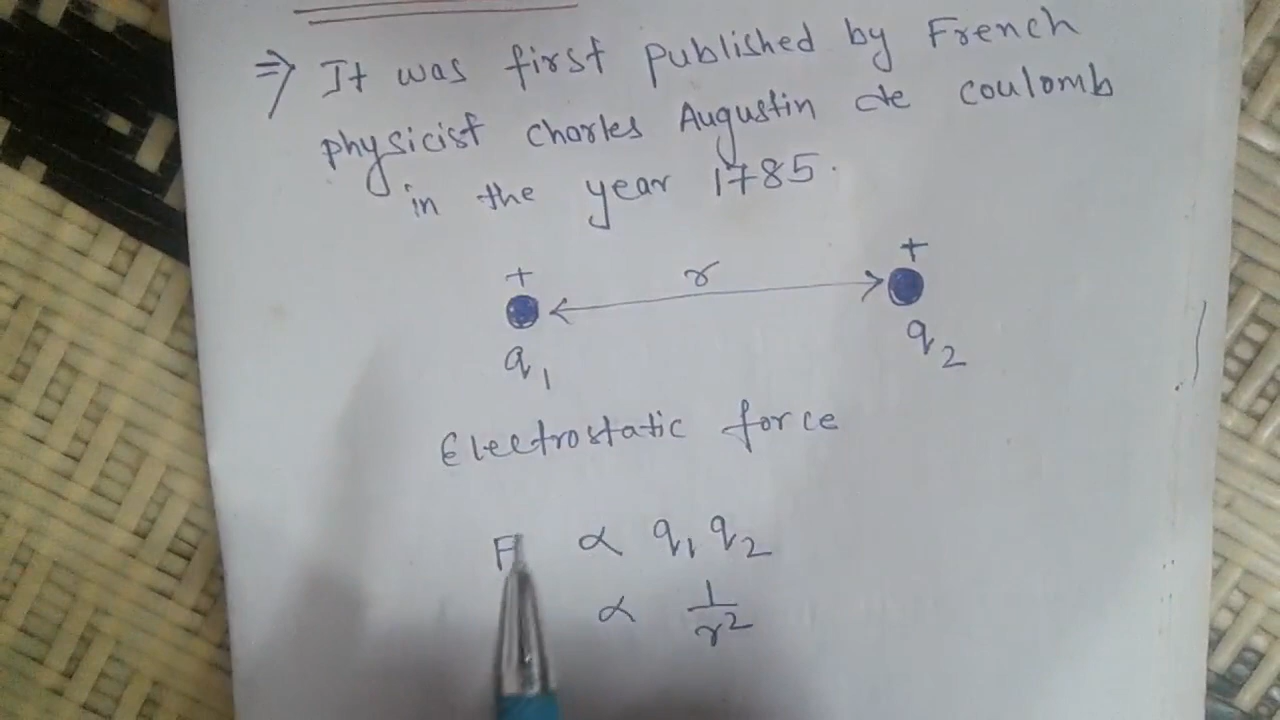 ⇒ It was first published by French
physicist Charles Augustin de coulomb
in the year 1785.
+ r +
q₁ q₂
Electrostatic force
F ∝ q₁ q₂
∝ 1/r²